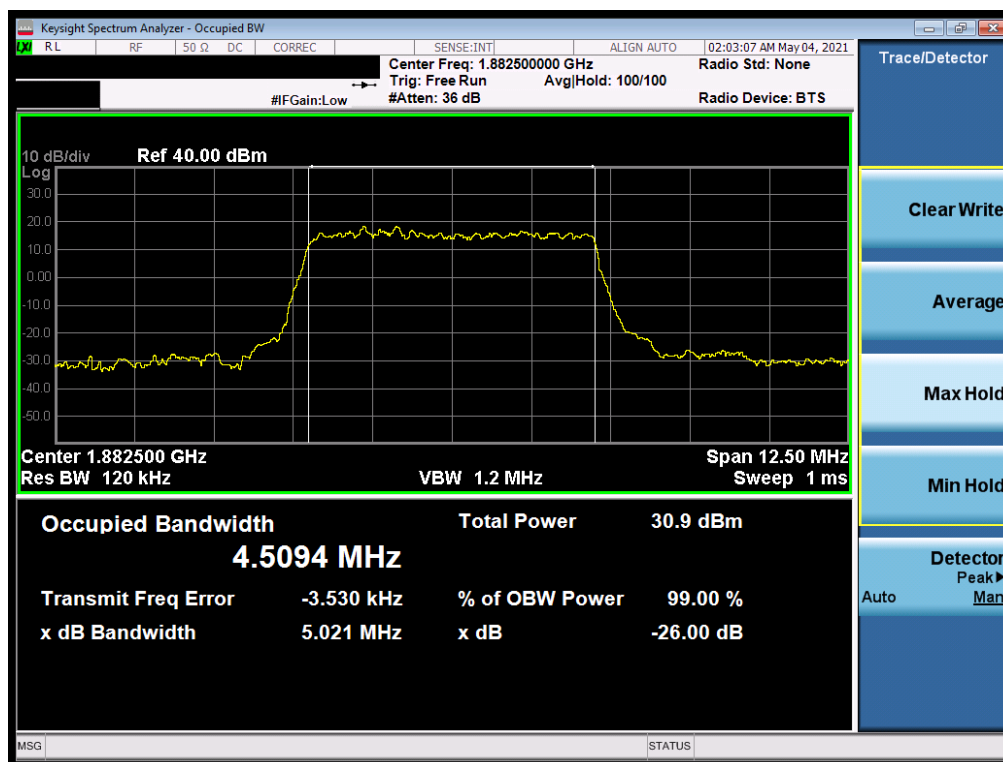 Keysight Spectrum Analyzer - Occupied BW
LXI RL RF 50 Ω DC CORREC SENSE:INT ALIGN AUTO 02:03:07 AM May 04, 2021
Center Freq: 1.882500000 GHz Radio Std: None
Trig: Free Run Avg|Hold: 100/100
#IFGain:Low #Atten: 36 dB Radio Device: BTS
10 dB/div Ref 40.00 dBm
Log
30.0
20.0
10.0
0.00
-10.0
-20.0
-30.0
-40.0
-50.0
Center 1.882500 GHz Span 12.50 MHz
Res BW 120 kHz VBW 1.2 MHz Sweep 1 ms
Occupied Bandwidth Total Power 30.9 dBm
4.5094 MHz
Transmit Freq Error -3.530 kHz % of OBW Power 99.00 %
x dB Bandwidth 5.021 MHz x dB -26.00 dB
MSG STATUS
Trace/Detector
Clear Write
Average
Max Hold
Min Hold
Detector
Peak▶
Auto Man